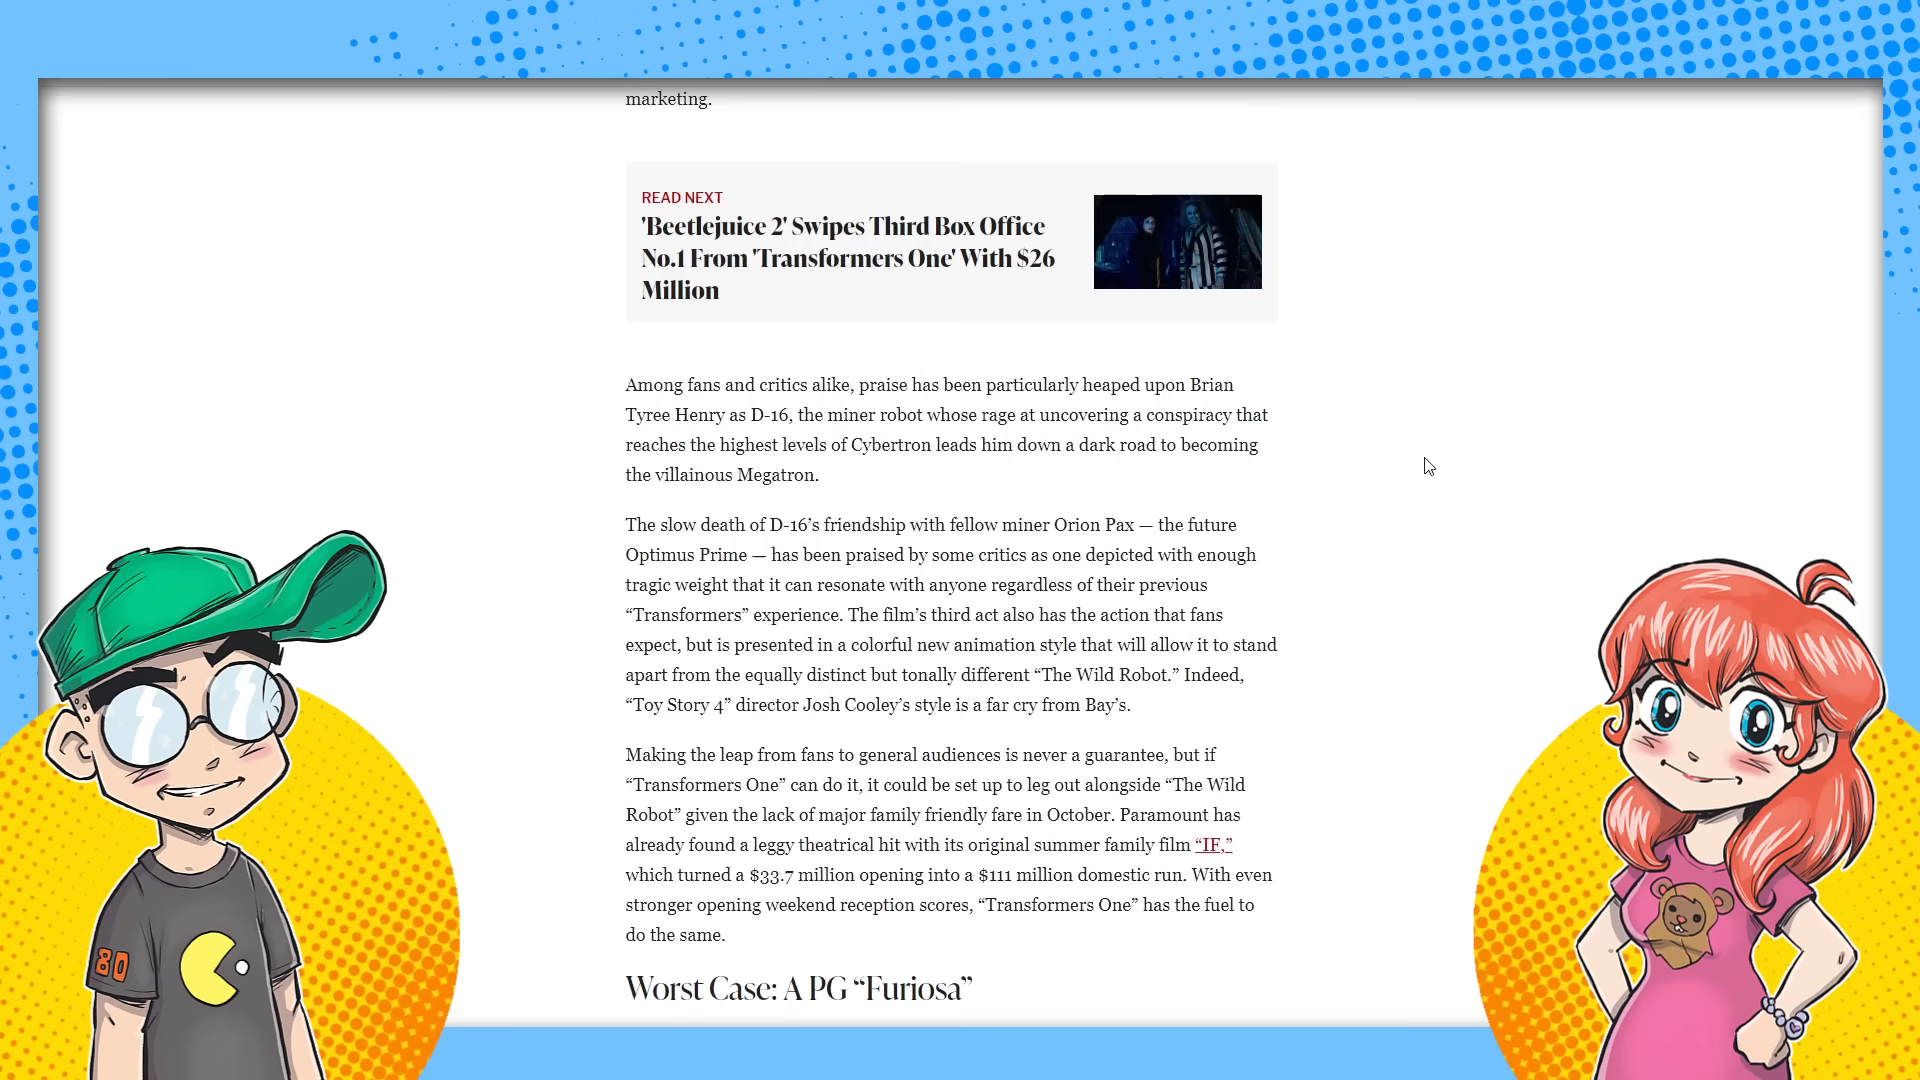 marketing.
READ NEXT
'Beetlejuice 2' Swipes Third Box Office
No.1 From 'Transformers One' With $26
Million
Among fans and critics alike, praise has been particularly heaped upon Brian
Tyree Henry as D-16, the miner robot whose rage at uncovering a conspiracy that
reaches the highest levels of Cybertron leads him down a dark road to becoming
the villainous Megatron.
The slow death of D-16’s friendship with fellow miner Orion Pax — the future
Optimus Prime — has been praised by some critics as one depicted with enough
tragic weight that it can resonate with anyone regardless of their previous
“Transformers” experience. The film’s third act also has the action that fans
expect, but is presented in a colorful new animation style that will allow it to stand
apart from the equally distinct but tonally different “The Wild Robot.” Indeed,
“Toy Story 4” director Josh Cooley’s style is a far cry from Bay’s.
Making the leap from fans to general audiences is never a guarantee, but if
“Transformers One” can do it, it could be set up to leg out alongside “The Wild
Robot” given the lack of major family friendly fare in October. Paramount has
already found a leggy theatrical hit with its original summer family film “IF,”
which turned a $33.7 million opening into a $111 million domestic run. With even
stronger opening weekend reception scores, “Transformers One” has the fuel to
do the same.
Worst Case: A PG “Furiosa”
80